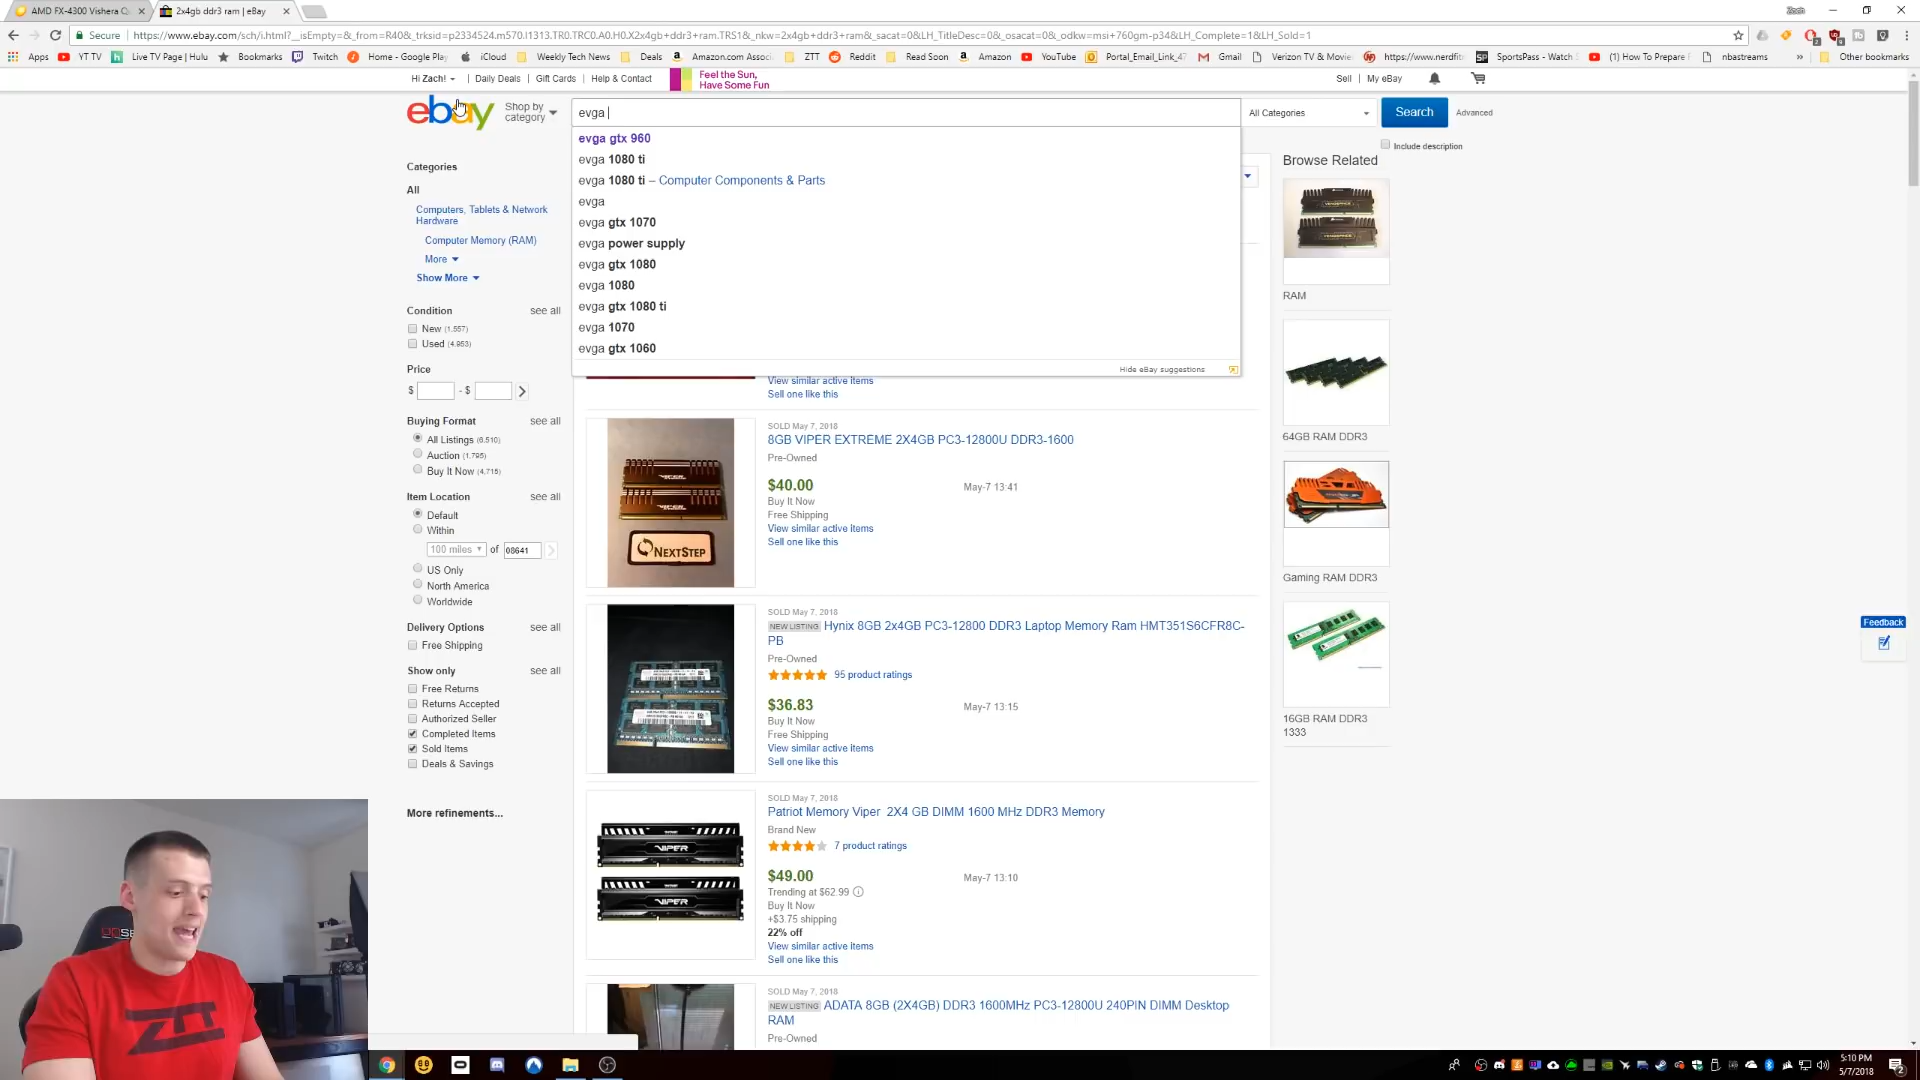 AMD FX-4300 Vishera Q
2x4gb ddr3 ram | eBay
Zach
Secure
https://www.ebay.com/sch/i.html?_isEmpty=&_from=R40&_trksid=p2334524.m570.l1313.TR0.TRC0.A0.H0.X2x4gb+ddr3+ram.TRS1&_nkw=2x4gb+ddr3+ram&_sacat=0&LH_TitleDesc=0&_osacat=0&_odkw=msi+760gm-p34&LH_Complete=1&LH_Sold=1
Apps
YT TV
Live TV Page | Hulu
Bookmarks
Twitch
Home - Google Pla
iCloud
Weekly Tech News
Deals
Amazon.com Associ
ZTT
Reddit
Read Soon
Amazon
YouTube
Portal_Email_Link_47
Gmail
Verizon TV & Movie
https://www.nerdfit
SportsPass - Watch
(1) How To Prepare
nbastreams
Other bookmarks
Hi Zach!
Daily Deals
Gift Cards
Help & Contact
Feel the Sun,
Have Some Fun
Sell
My eBay
ebay
Shop by
category
evga
All Categories
Search
Advanced
Include description
evga gtx 960
evga 1080 ti
evga 1080 ti – Computer Components & Parts
evga
evga gtx 1070
evga power supply
evga gtx 1080
evga 1080
evga gtx 1080 ti
evga 1070
evga gtx 1060
Hide eBay suggestions
Categories
All
Computers, Tablets & Network
Hardware
Computer Memory (RAM)
More
Show More
Condition
see all
New (1,557)
Used (4,953)
Price
$ - $
Buying Format
see all
All Listings (6,510)
Auction (1,795)
Buy It Now (4,715)
Item Location
see all
Default
Within
100 miles of 08641
US Only
North America
Worldwide
Delivery Options
see all
Free Shipping
Show only
see all
Free Returns
Returns Accepted
Authorized Seller
Completed Items
Sold Items
Deals & Savings
More refinements...
View similar active items
Sell one like this
SOLD May 7, 2018
8GB VIPER EXTREME 2X4GB PC3-12800U DDR3-1600
Pre-Owned
$40.00
May-7 13:41
Buy It Now
Free Shipping
View similar active items
Sell one like this
NEXTSTEP
SOLD May 7, 2018
NEW LISTING Hynix 8GB 2x4GB PC3-12800 DDR3 Laptop Memory Ram HMT351S6CFR8C-
PB
Pre-Owned
95 product ratings
$36.83
May-7 13:15
Buy It Now
Free Shipping
View similar active items
Sell one like this
SOLD May 7, 2018
Patriot Memory Viper 2X4 GB DIMM 1600 MHz DDR3 Memory
Brand New
7 product ratings
$49.00
May-7 13:10
Trending at $62.99
Buy It Now
+$3.75 shipping
22% off
View similar active items
Sell one like this
VIPER
VIPER
SOLD May 7, 2018
NEW LISTING ADATA 8GB (2X4GB) DDR3 1600MHz PC3-12800U 240PIN DIMM Desktop
RAM
Pre-Owned
Browse Related
RAM
64GB RAM DDR3
Gaming RAM DDR3
16GB RAM DDR3
1333
Feedback
ZTT
5:10 PM
5/7/2018